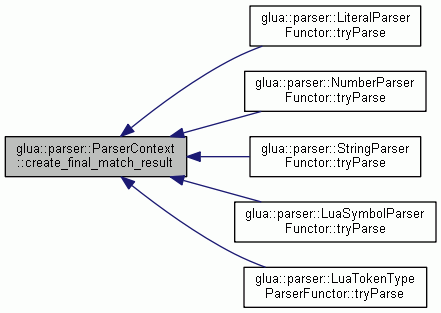 glua::parser::LiteralParser
Functor::tryParse
glua::parser::NumberParser
Functor::tryParse
glua::parser::ParserContext
::create_final_match_result
glua::parser::StringParser
Functor::tryParse
glua::parser::LuaSymbolParser
Functor::tryParse
glua::parser::LuaTokenType
ParserFunctor::tryParse